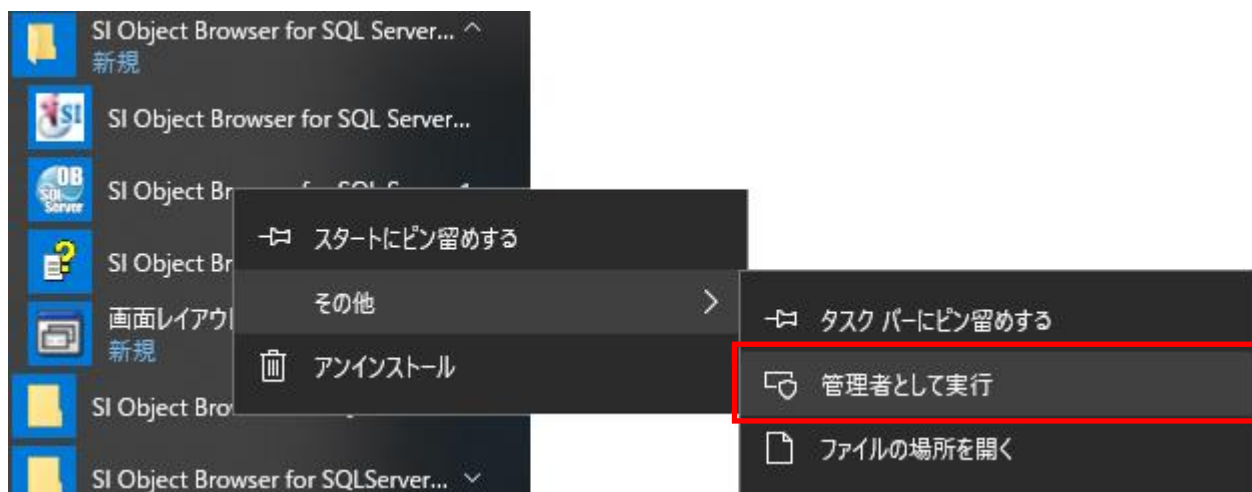 SI Object Browser for SQL Server...
新規
SI Object Browser for SQL Server...
SI Object Br
スタートにピン留めする
SI Object Br
その他
タスク バーにピン留めする
画面レイアウ
新規
アンインストール
管理者として実行
SI Object Bro
ファイルの場所を開く
SI Object Browser for SQLServer...
SI
OB
SQL
Server